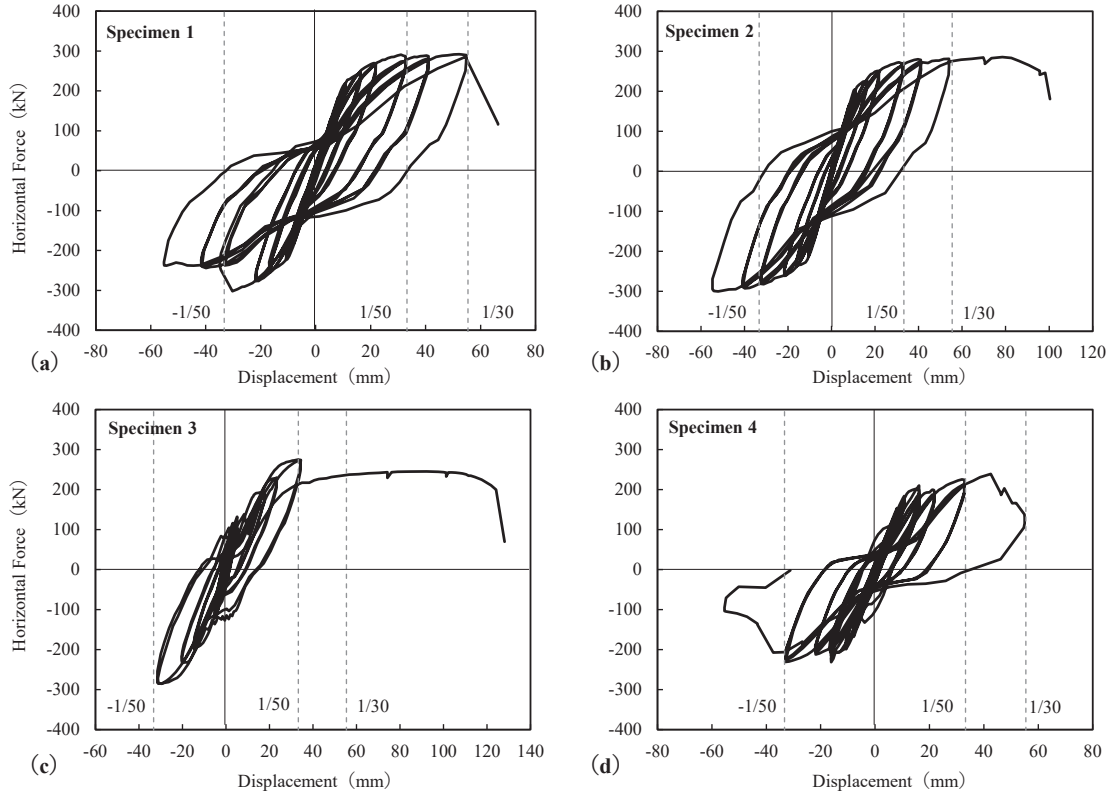 Specimen 1
Horizontal Force（kN）
400
300
200
100
0
-100
-200
-300
-400
-1/50
1/50
1/30
-80 -60 -40 -20 0 20 40 60 80
(a)
Displacement（mm）
Specimen 2
400
300
200
100
0
-100
-200
-300
-400
-1/50
1/50
1/30
-80 -60 -40 -20 0 20 40 60 80 100 120
(b)
Displacement（mm）
Specimen 3
Horizontal Force（kN）
400
300
200
100
0
-100
-200
-300
-400
-1/50
1/50
1/30
-60 -40 -20 0 20 40 60 80 100 120 140
(c)
Displacement（mm）
Specimen 4
400
300
200
100
0
-100
-200
-300
-400
-1/50
1/50
1/30
-80 -60 -40 -20 0 20 40 60 80
(d)
Displacement（mm）